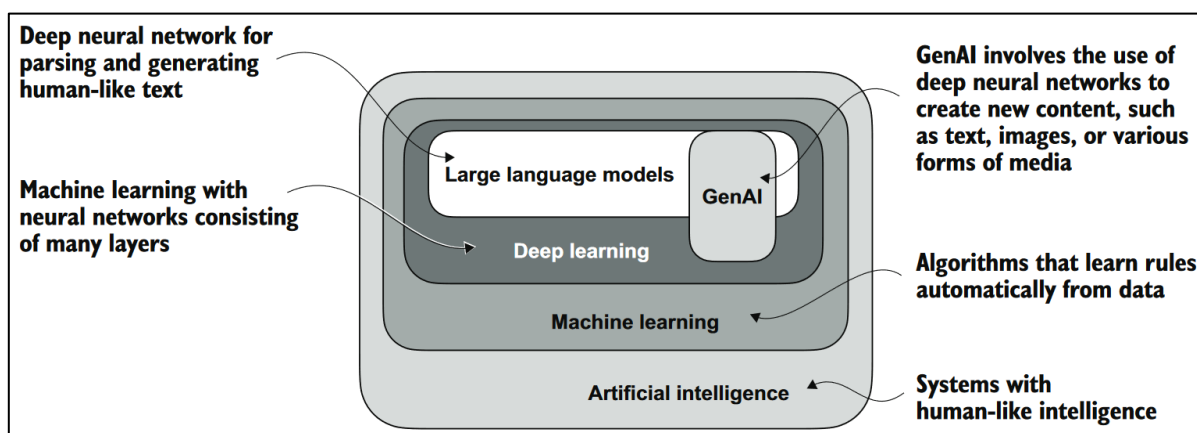 Deep neural network for
parsing and generating
human-like text
GenAI involves the use of
deep neural networks to
create new content, such
as text, images, or various
forms of media
Large language models
GenAI
Machine learning with
neural networks consisting
of many layers
Deep learning
Algorithms that learn rules
automatically from data
Machine learning
Artificial intelligence
Systems with
human-like intelligence